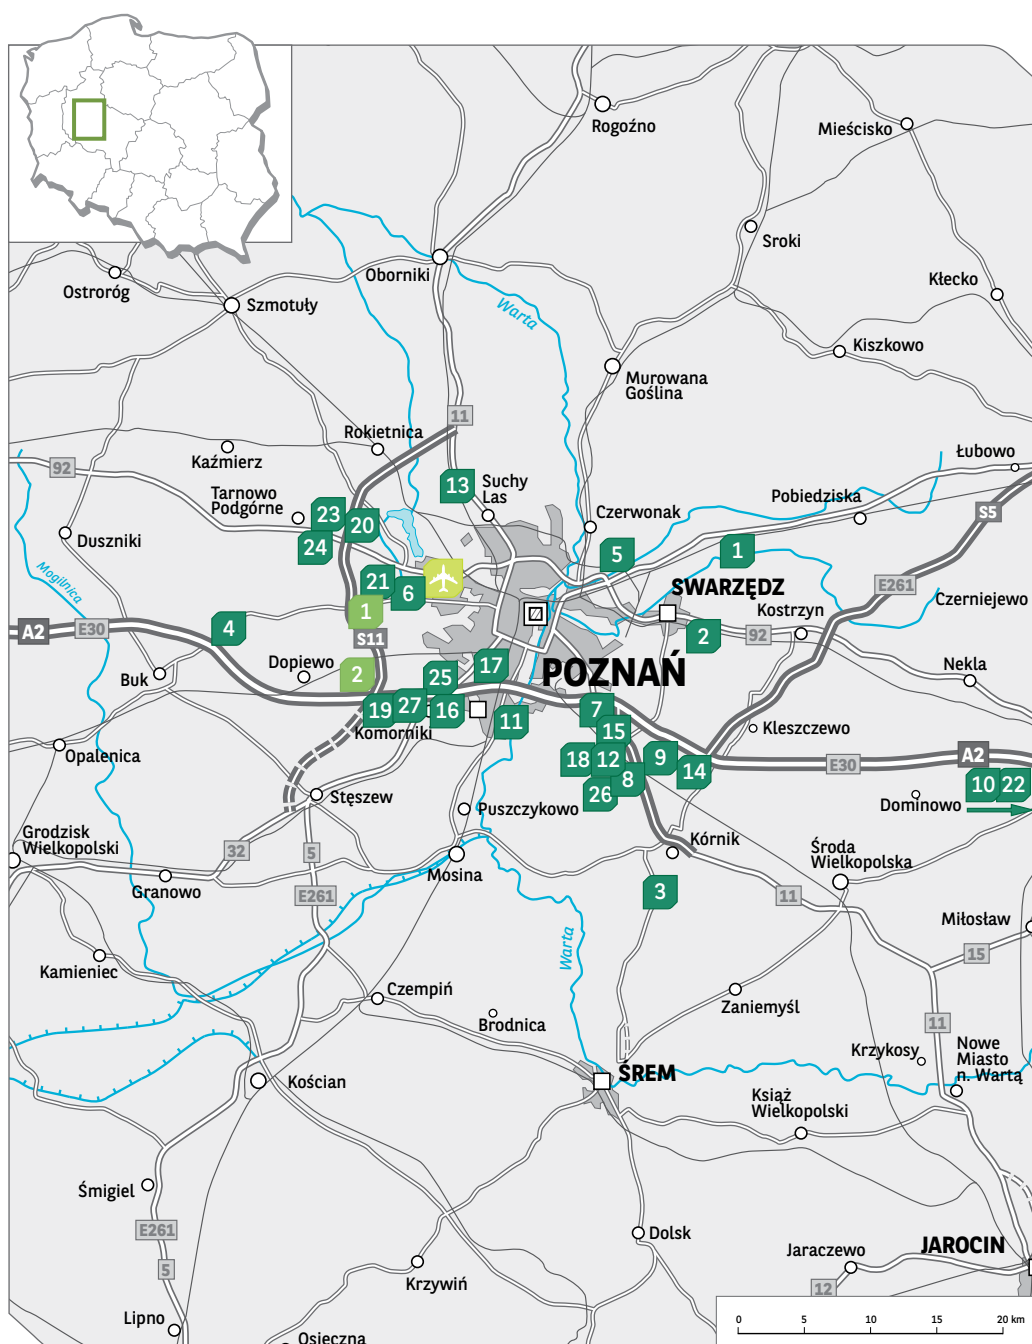 Rogoźno
Mieścisko
Sroki
Oborniki
Ostroróg
Szmotuły
Warta
Kłecko
Kiszkowo
Murowana
Goślina
11
Rokietnica
Kaźmierz
92
Łubowo
Tarnowo
Podgórne
13
Suchy
Las
Pobiedziska
S5
23
20
24
Czerwonak
Duszniki
Mogilnica
5
1
21
6
SWARZĘDZ
E261
Kostrzyn
Czerniejewo
1
4
A2
E30
S11
2
92
Buk
Dopiewo
2
25
17
POZNAŃ
Nekla
19
27
16
11
7
Komorniki
15
Kleszczewo
Opalenica
18
12
9
14
8
26
E30
A2
10
22
Dominowo
Stęszew
Puszczykowo
Grodzisk
Wielkopolski
32
5
Mosina
Kórnik
Środa
Wielkopolska
Granowo
E261
3
11
Miłosław
15
Kamieniec
Warta
Czempiń
Zaniemyśl
Brodnica
11
Krzykosy
Nowe
Miasto
n. Wartą
Kościan
ŚREM
Książ
Wielkopolski
Śmigiel
E261
5
Dolsk
Krzywiń
Jaraczewo
JAROCIN
12
Lipno
Osieczna
0 5 10 15 20 km